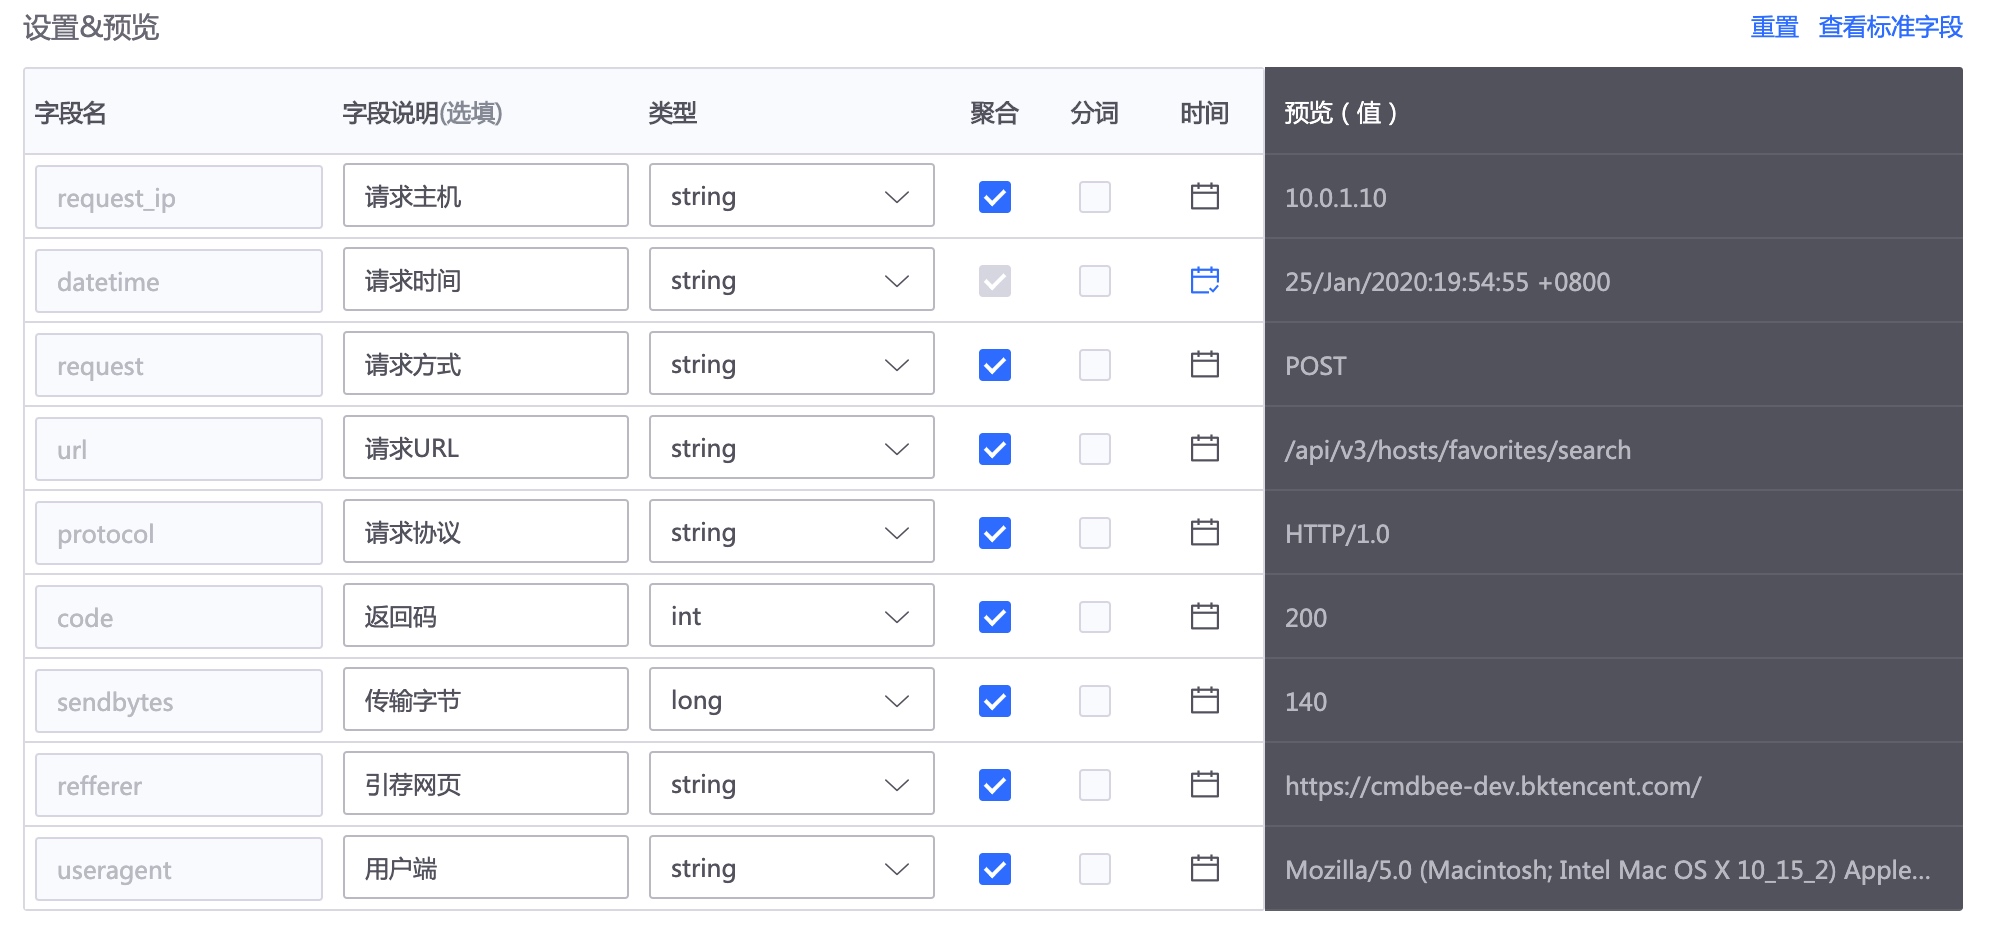 设置&预览 重置 查看标准字段
字段名 字段说明(选填) 类型 聚合 分词 时间 预览（值）
request_ip 请求主机 string 10.0.1.10
datetime 请求时间 string 25/Jan/2020:19:54:55 +0800
request 请求方式 string POST
url 请求URL string /api/v3/hosts/favorites/search
protocol 请求协议 string HTTP/1.0
code 返回码 int 200
sendbytes 传输字节 long 140
refferer 引荐网页 string https://cmdbee-dev.bktencent.com/
useragent 用户端 string Mozilla/5.0 (Macintosh; Intel Mac OS X 10_15_2) Apple...